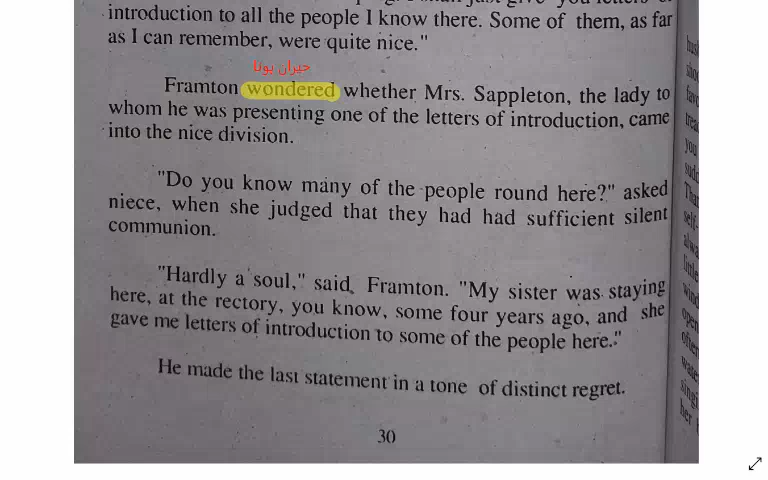 introduction to all the people I know there. Some of them, as far
as I can remember, were quite nice."
حیران ہونا
Framton wondered whether Mrs. Sappleton, the lady to
whom he was presenting one of the letters of introduction, came
into the nice division.
"Do you know many of the people round here?" asked
niece, when she judged that they had had sufficient silent
communion.
"Hardly a soul," said Framton. "My sister was staying
here, at the rectory, you know, some four years ago, and she
gave me letters of introduction to some of the people here."
He made the last statement in a tone of distinct regret.
30